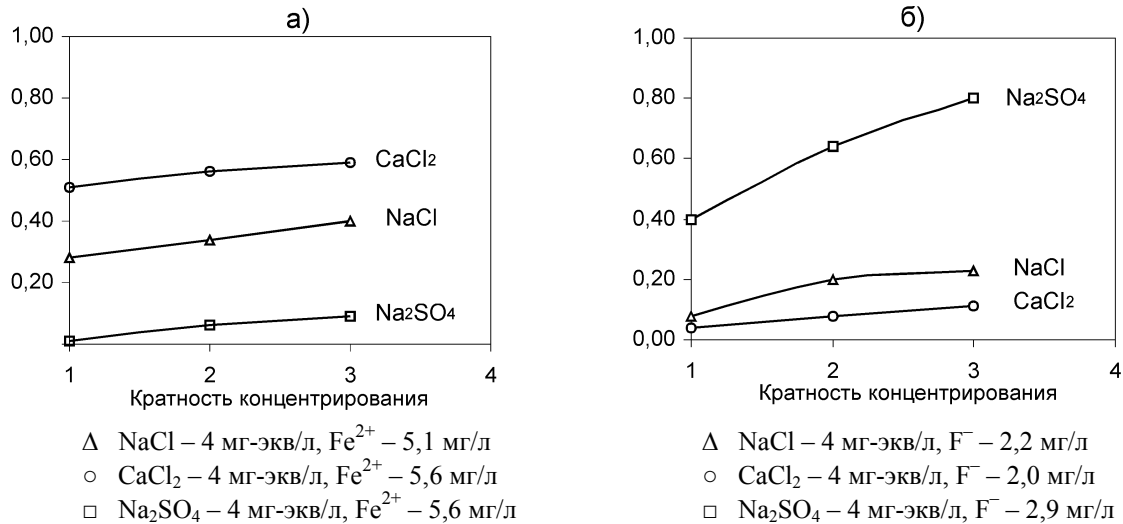 а)
1,00
0,80
0,60
0,40
0,20
CaCl2
NaCl
Na2SO4
1 2 3 4
Кратность концентрирования
Δ NaCl – 4 мг-экв/л, Fe²⁺ – 5,1 мг/л
○ CaCl₂ – 4 мг-экв/л, Fe²⁺ – 5,6 мг/л
□ Na₂SO₄ – 4 мг-экв/л, Fe²⁺ – 5,6 мг/л
б)
1,00
0,80
0,60
0,40
0,20
0,00
Na2SO4
NaCl
CaCl2
1 2 3 4
Кратность концентрирования
Δ NaCl – 4 мг-экв/л, F⁻ – 2,2 мг/л
○ CaCl₂ – 4 мг-экв/л, F⁻ – 2,0 мг/л
□ Na₂SO₄ – 4 мг-экв/л, F⁻ – 2,9 мг/л